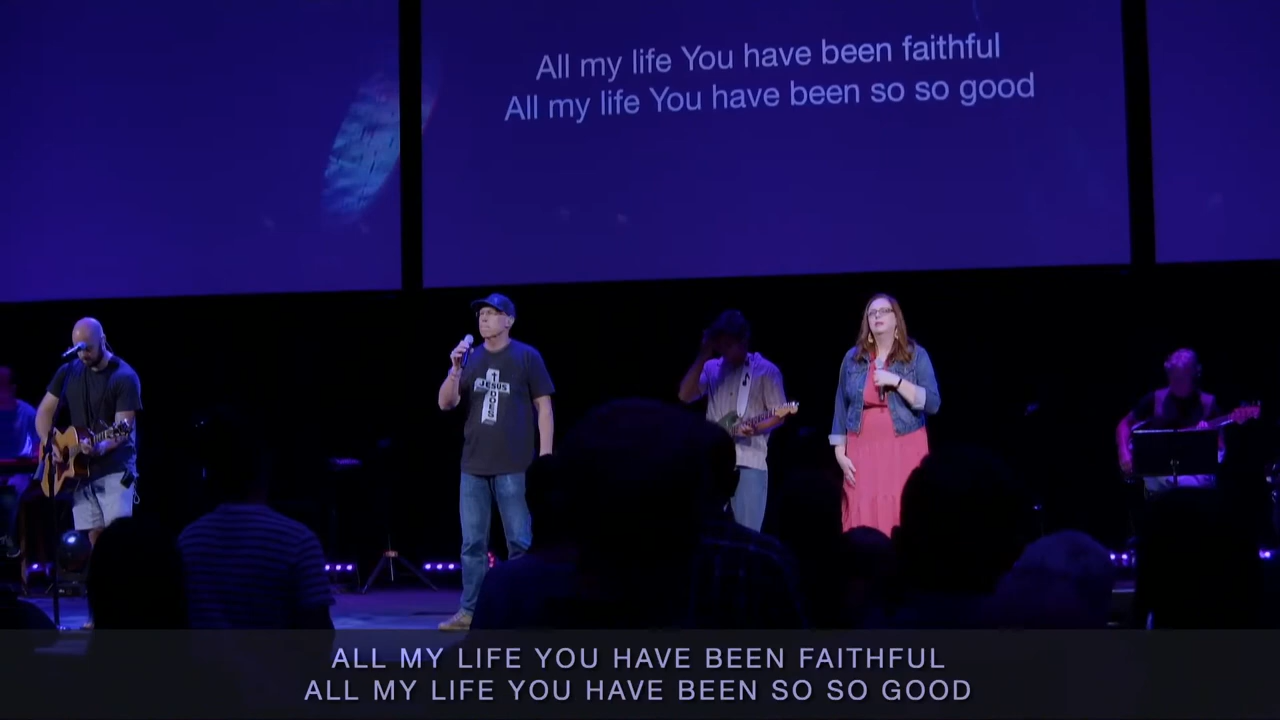 All my life You have been faithful
All my life You have been so so good
JESUS
DOES
ALL MY LIFE YOU HAVE BEEN FAITHFUL
ALL MY LIFE YOU HAVE BEEN SO SO GOOD